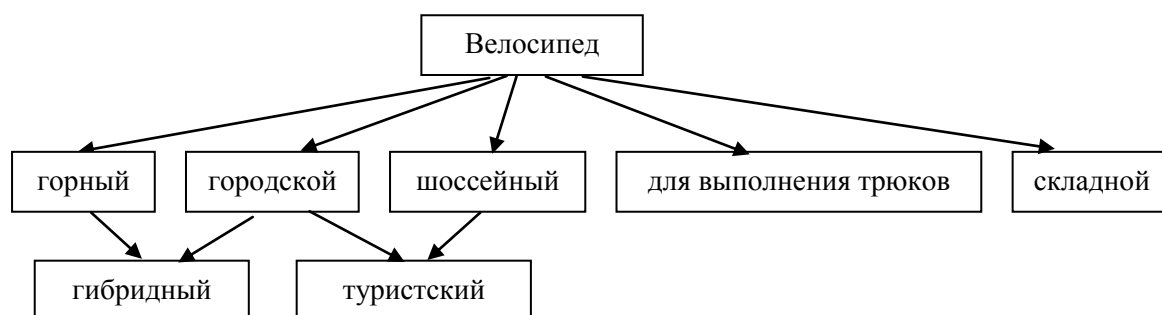 Велосипед
горный
городской
шоссейный
для выполнения трюков
складной
гибридный
туристский